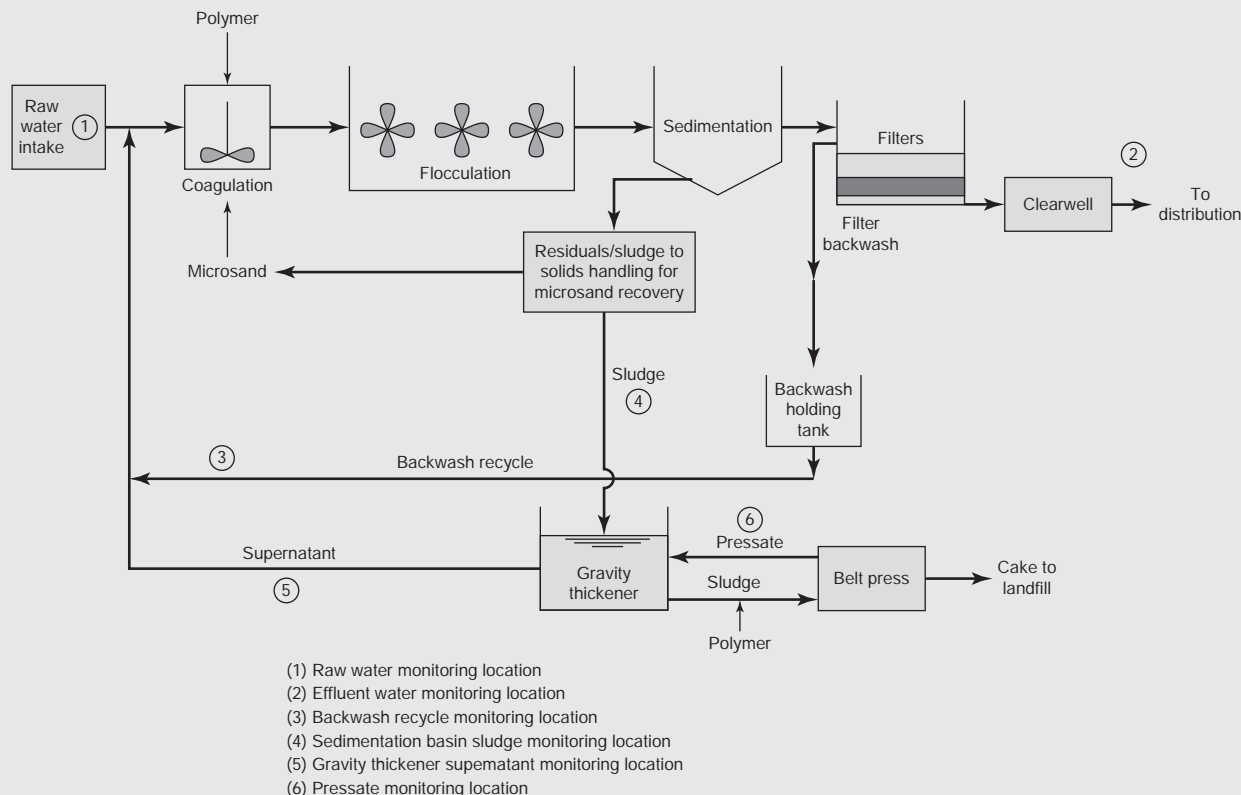 Polymer
Raw
water
intake
1
Coagulation
Flocculation
Sedimentation
Filters
2
Clearwell
To
distribution
Filter
backwash
Microsand
Residuals/sludge to
solids handling for
microsand recovery
Sludge
4
Backwash
holding
tank
3
Backwash recycle
6
Pressate
Supernatant
5
Gravity
thickener
Sludge
Belt press
Cake to
landfill
Polymer
(1) Raw water monitoring location
(2) Effluent water monitoring location
(3) Backwash recycle monitoring location
(4) Sedimentation basin sludge monitoring location
(5) Gravity thickener supematant monitoring location
(6) Pressate monitoring location